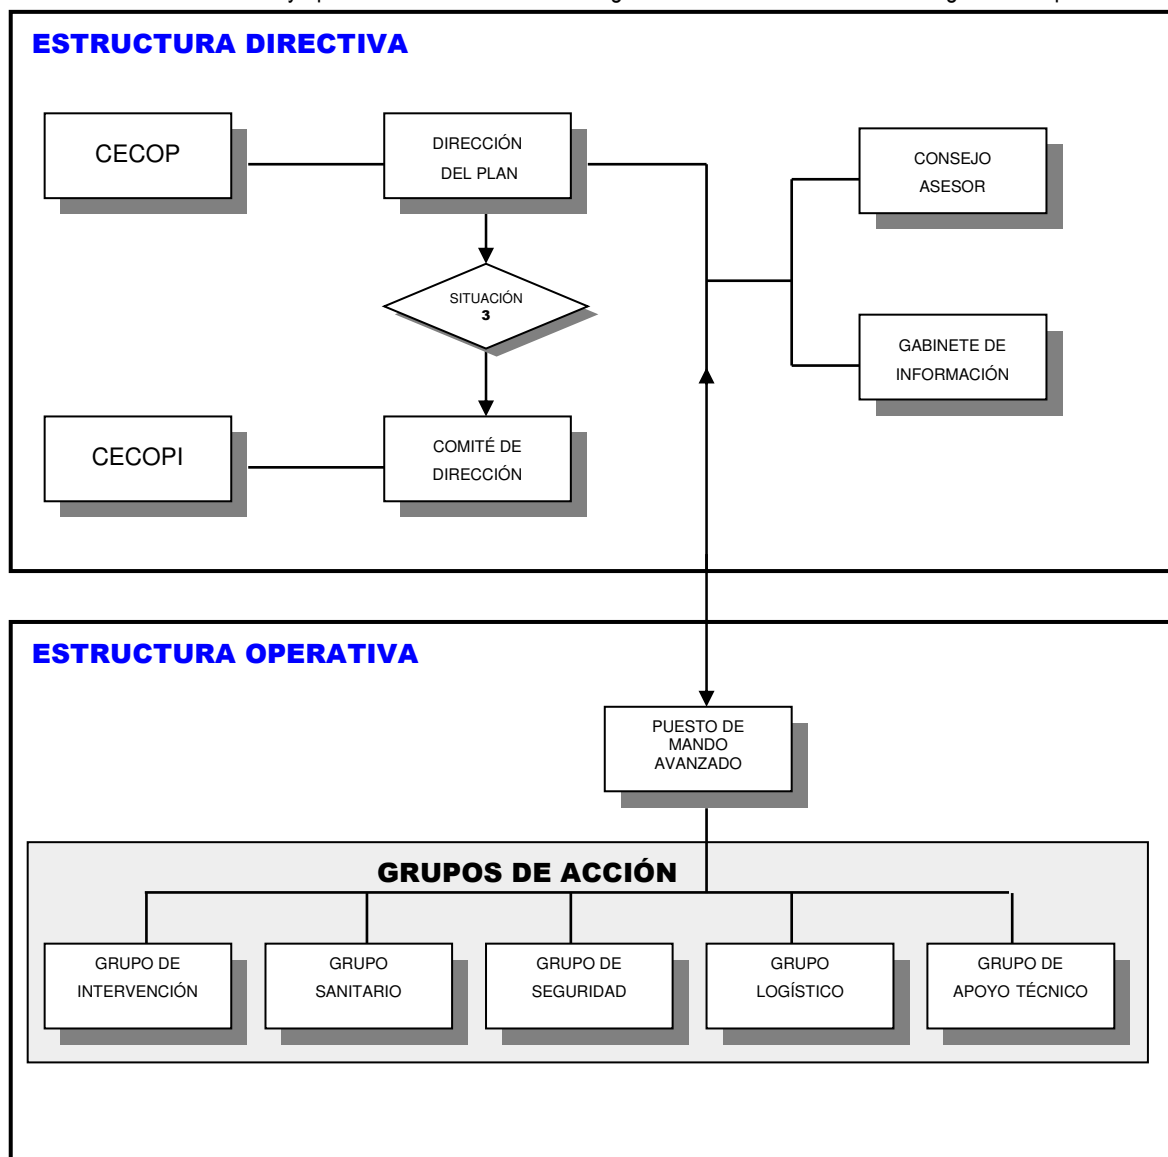 ESTRUCTURA DIRECTIVA
CECOP
DIRECCIÓN
DEL PLAN
CONSEJO
ASESOR
SITUACIÓN
3
GABINETE DE
INFORMACIÓN
CECOPI
COMITÉ DE
DIRECCIÓN
ESTRUCTURA OPERATIVA
PUESTO DE
MANDO
AVANZADO
GRUPOS DE ACCIÓN
GRUPO DE
INTERVENCIÓN
GRUPO
SANITARIO
GRUPO DE
SEGURIDAD
GRUPO
LOGÍSTICO
GRUPO DE
APOYO TÉCNICO